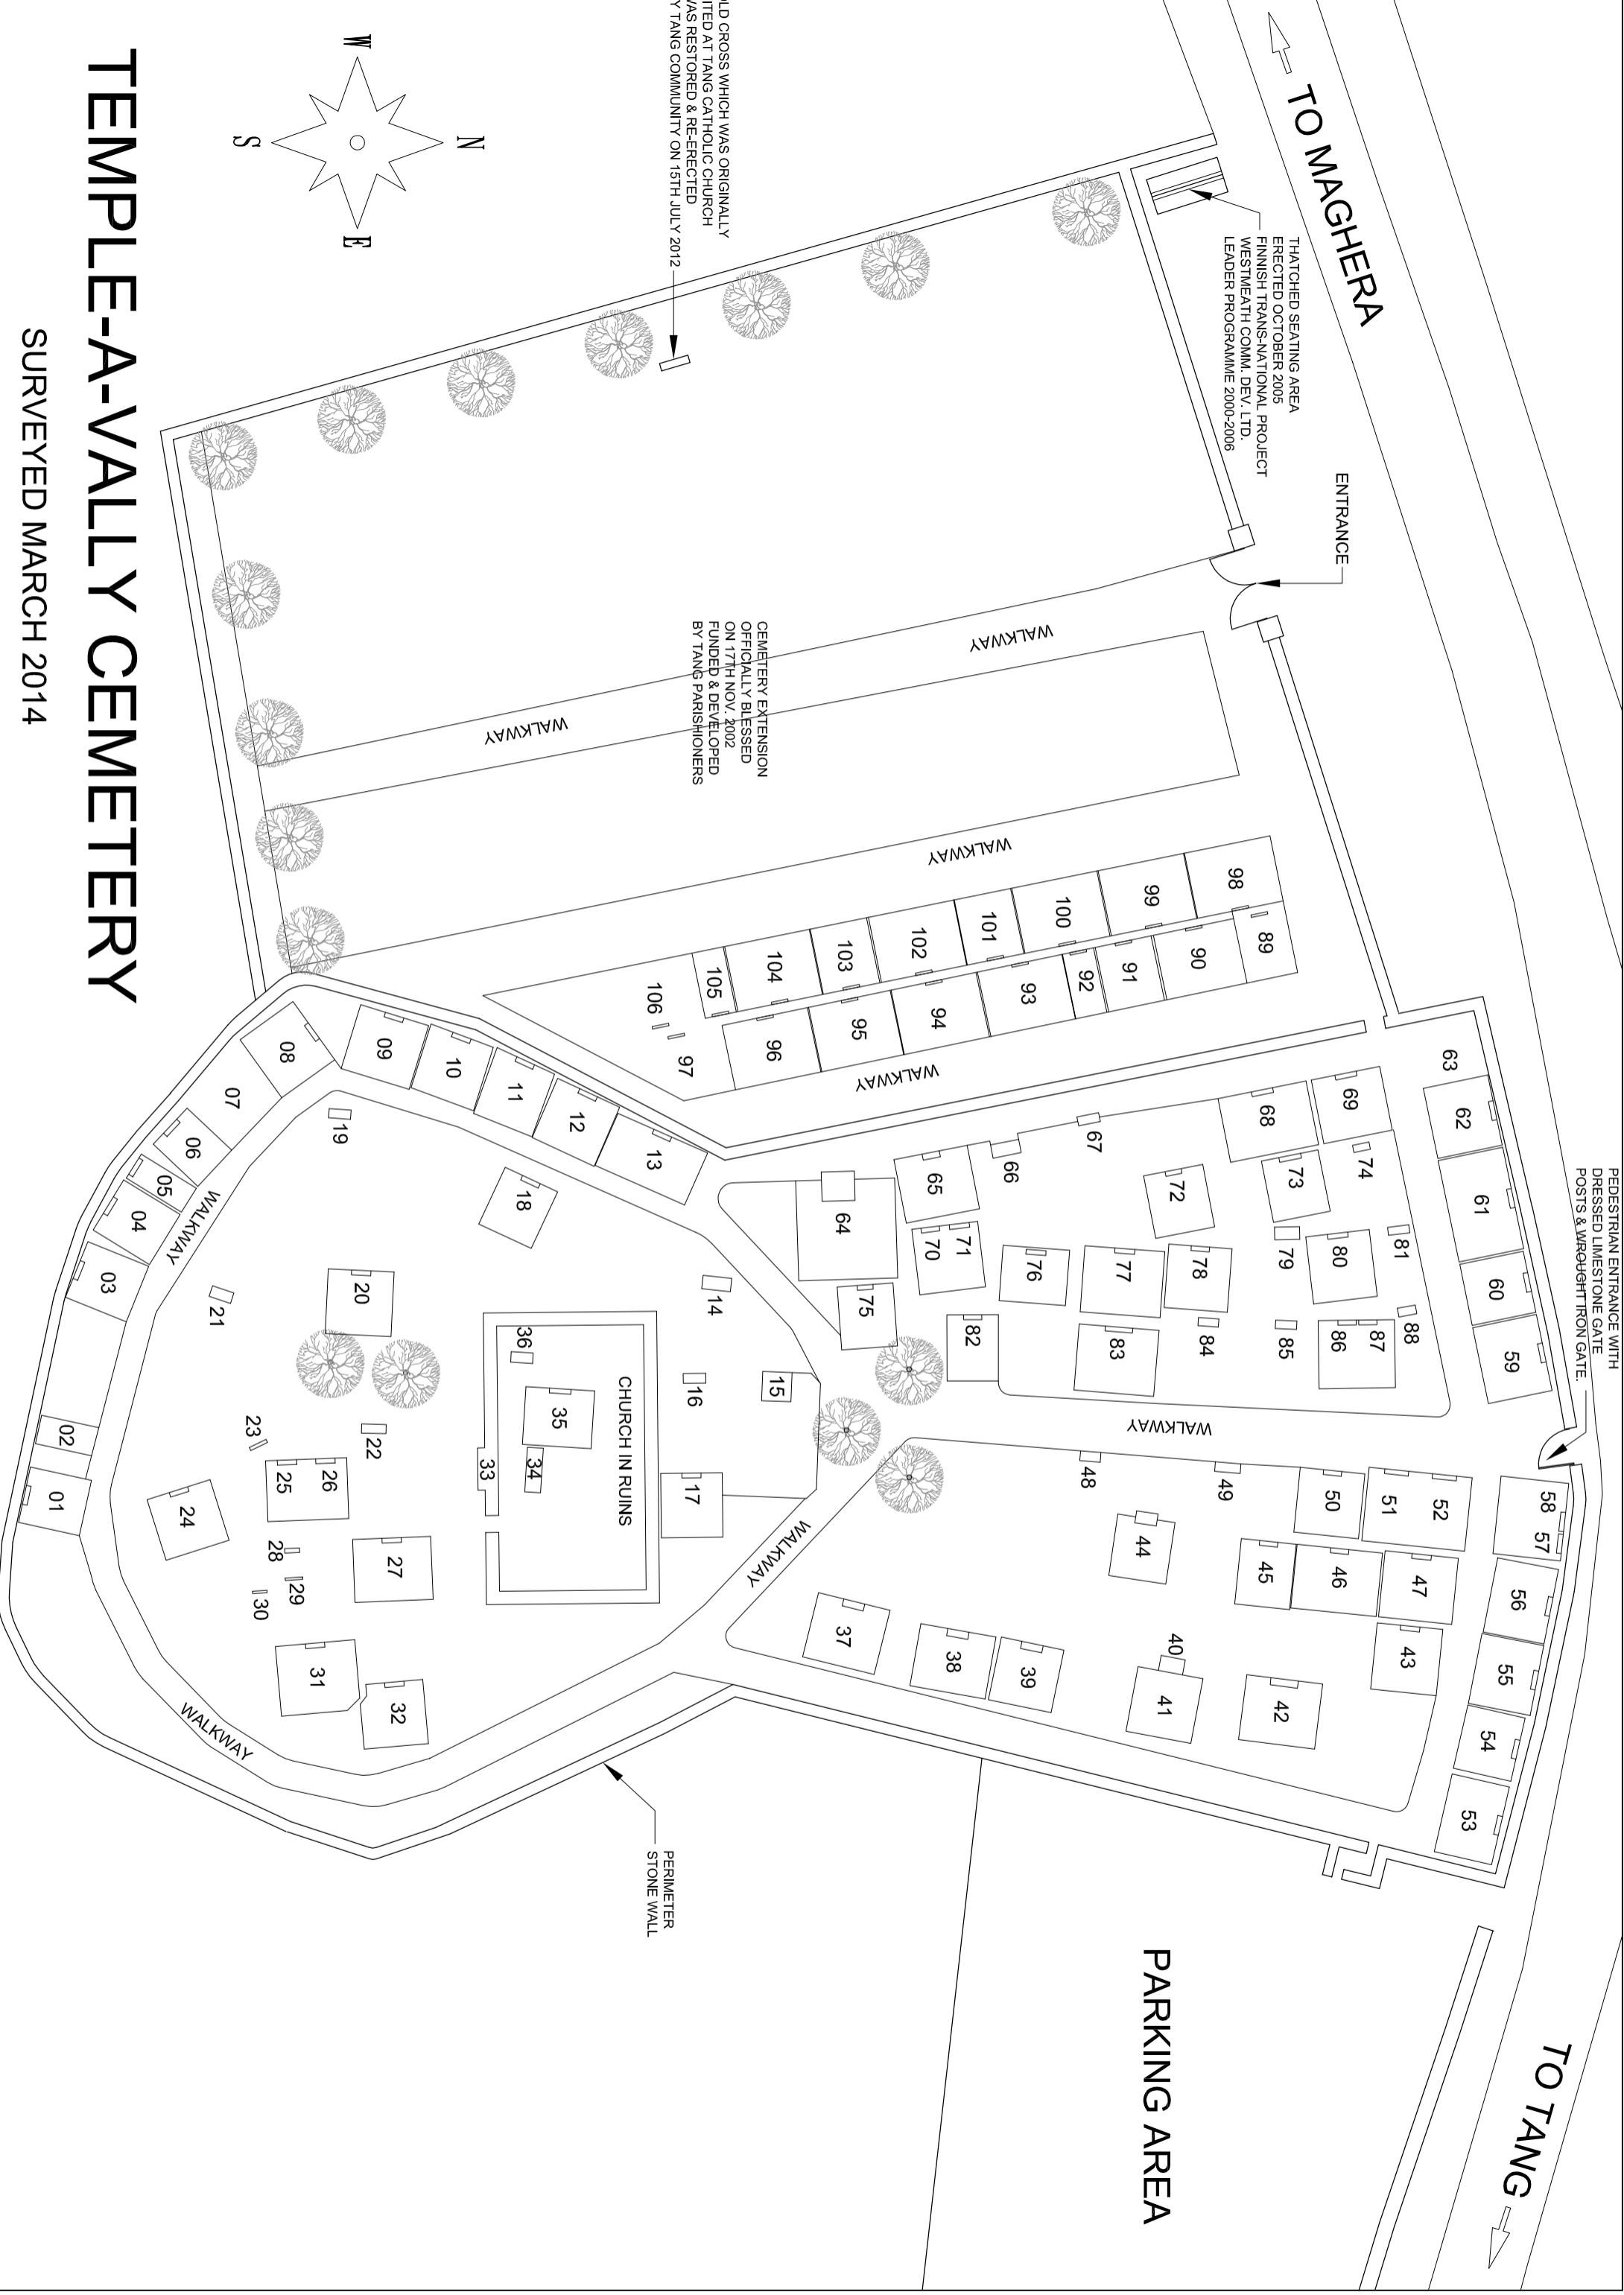 TEMPLE-A-VALLY CEMETERY
SURVEYED MARCH 2014
N
W
E
S
TO MAGHERA
TO TANG
PARKING AREA
THATCHED SEATING AREA
ERECTED OCTOBER 2005
FINNISH TRANS-NATIONAL PROJECT
WESTMEATH COMM. DEV. LTD.
LEADER PROGRAMME 2000-2006
ENTRANCE
PEDESTRIAN ENTRANCE WITH
DRESSED LIMESTONE GATE
POSTS & WROUGHT IRON GATE.
OLD CROSS WHICH WAS ORIGINALLY
SITED AT TANG CATHOLIC CHURCH
WAS RESTORED & RE-ERECTED
BY TANG COMMUNITY ON 15TH JULY 2012
CEMETERY EXTENSION
OFFICIALLY BLESSED
ON 17TH NOV. 2002
FUNDED & DEVELOPED
BY TANG PARISHIONERS
PERIMETER
STONE WALL
CHURCH IN RUINS
WALKWAY
WALKWAY
WALKWAY
WALKWAY
WALKWAY
WALKWAY
WALKWAY
WALKWAY
01
02
03
04
05
06
07
08
09
10
11
12
13
14
15
16
17
18
19
20
21
22
23
24
25
26
27
28
29
30
31
32
33
34
35
36
37
38
39
40
41
42
43
44
45
46
47
48
49
50
51
52
53
54
55
56
57
58
59
60
61
62
63
64
65
66
67
68
69
70
71
72
73
74
75
76
77
78
79
80
81
82
83
84
85
86
87
88
89
90
91
92
93
94
95
96
97
98
99
100
101
102
103
104
105
106